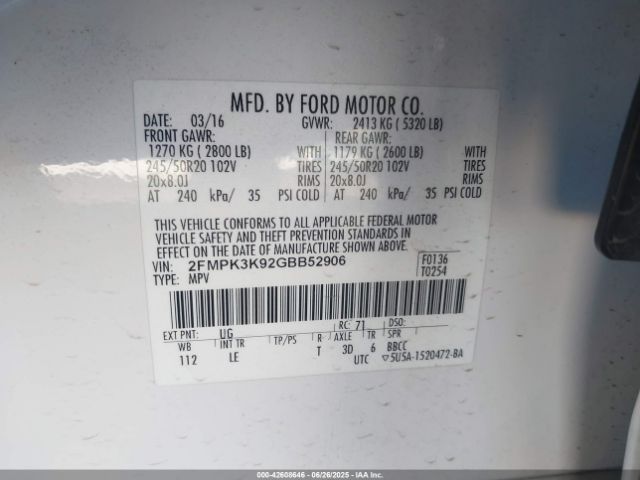 MFD. BY FORD MOTOR CO.
DATE: 03/16 GVWR: 2413 KG ( 5320 LB)
FRONT GAWR: REAR GAWR:
1270 KG ( 2800 LB) WITH 1179 KG ( 2600 LB) WITH
245/50R20 102V TIRES 245/50R20 102V TIRES
20x8.0J RIMS 20x8.0J RIMS
AT 240 kPa/ 35 PSI COLD AT 240 kPa/ 35 PSI COLD
THIS VEHICLE CONFORMS TO ALL APPLICABLE FEDERAL MOTOR
VEHICLE SAFETY AND THEFT PREVENTION STANDARDS IN
EFFECT ON THE DATE OF MANUFACTURE SHOWN ABOVE.
VIN: 2FMPK3K92GBB52906 F0136
TYPE: MPV T0254
EXT PNT: UG RC: 71 DSO:
WB INT TR TP/PS R AXLE TR SPR
112 LE T 3D 6 BBCC
UTC ▽5U5A-1520472-BA
000-42608646 - 06/26/2025 - IAA Inc.